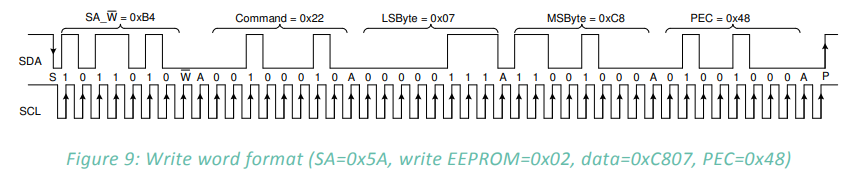 SA_W̅ = 0xB4 Command = 0x22 LSByte = 0x07 MSByte = 0xC8 PEC = 0x48
SDA
S 1 0 1 1 0 1 0 W̅ A 0 0 1 0 0 0 1 0 A 0 0 0 0 0 1 1 1 A 1 1 0 0 1 0 0 0 A 0 1 0 0 1 0 0 0 A P
SCL
Figure 9: Write word format (SA=0x5A, write EEPROM=0x02, data=0xC807, PEC=0x48)